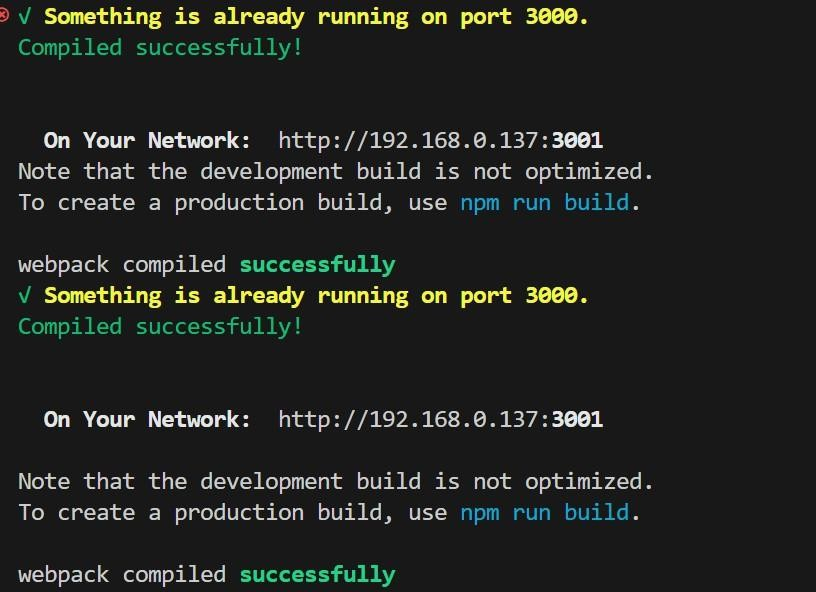 √ Something is already running on port 3000.
Compiled successfully!
On Your Network:  http://192.168.0.137:3001
Note that the development build is not optimized.
To create a production build, use npm run build.
webpack compiled successfully
√ Something is already running on port 3000.
Compiled successfully!
On Your Network:  http://192.168.0.137:3001
Note that the development build is not optimized.
To create a production build, use npm run build.
webpack compiled successfully